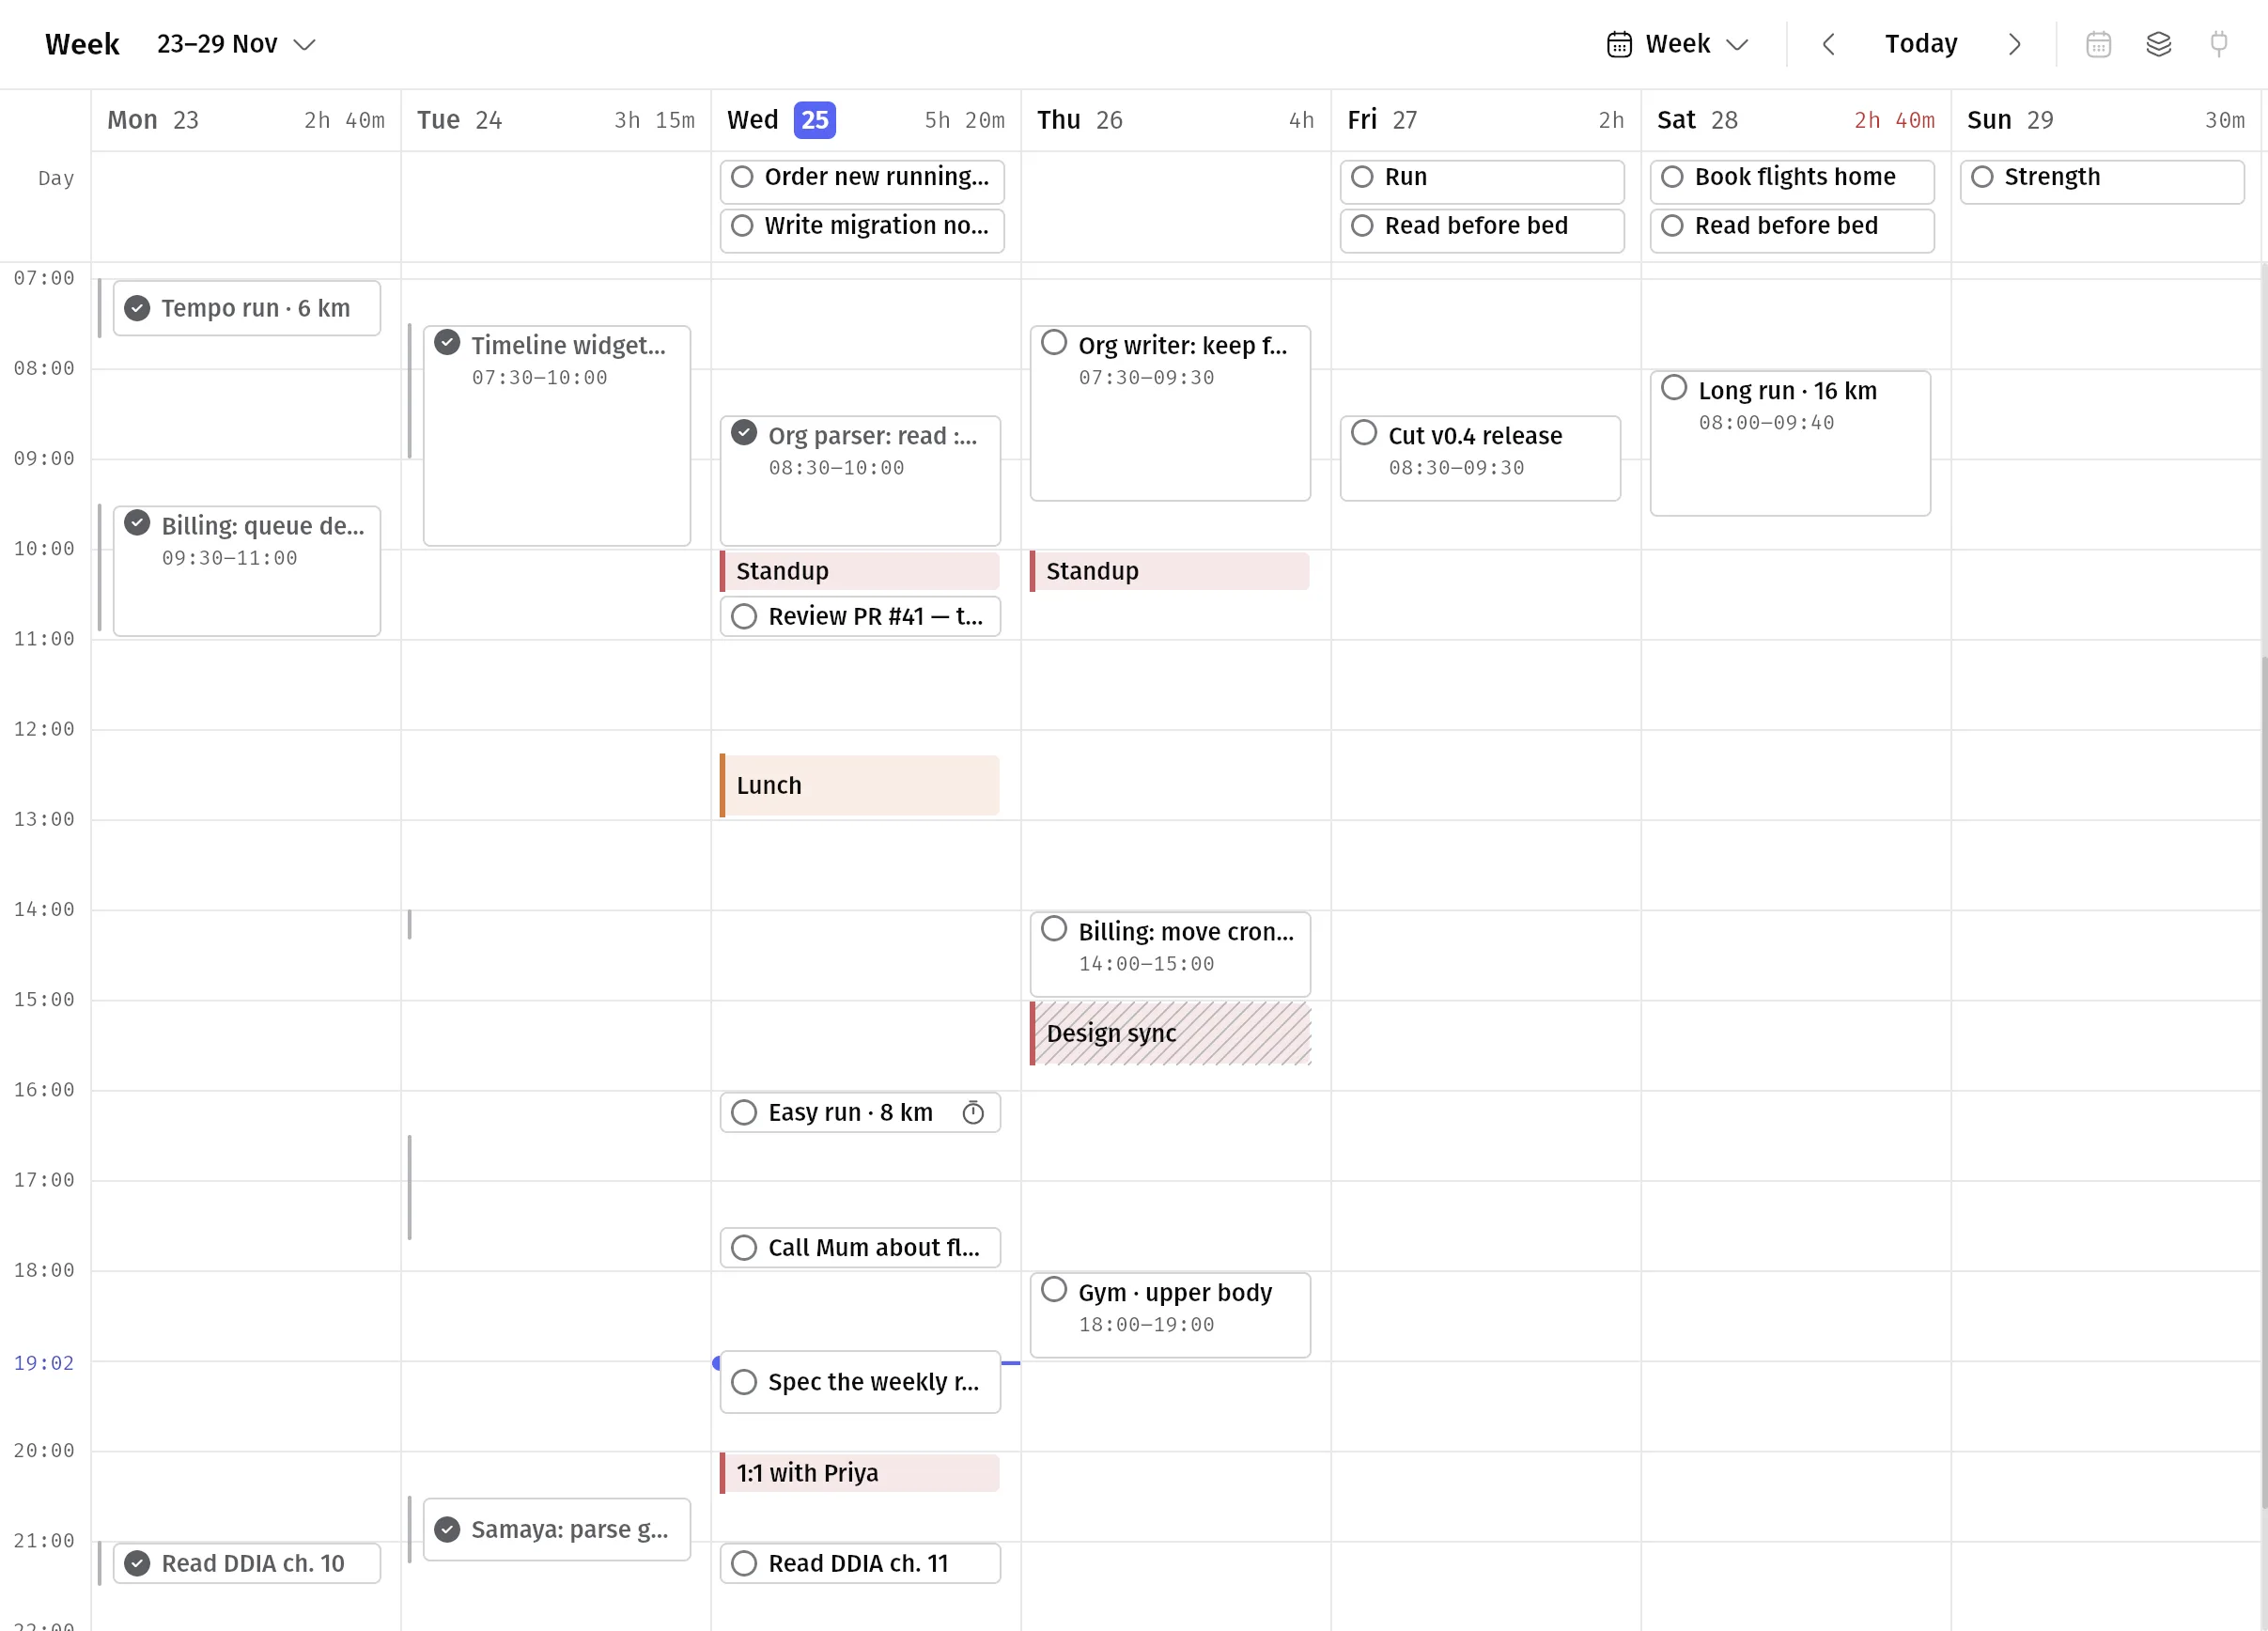 Week 23–29 Nov Week Today
Mon 23 2h 40m Tue 24 3h 15m Wed 25 5h 20m Thu 26 4h Fri 27 2h Sat 28 2h 40m Sun 29 30m
Day
Order new running...
Write migration no...
Run
Read before bed
Book flights home
Read before bed
Strength
07:00
08:00
09:00
10:00
11:00
12:00
13:00
14:00
15:00
16:00
17:00
18:00
19:02
20:00
21:00
22:00
Tempo run · 6 km
Billing: queue de...
09:30–11:00
Read DDIA ch. 10
Timeline widget...
07:30–10:00
Samaya: parse g...
Org parser: read :...
08:30–10:00
Standup
Review PR #41 — t...
Lunch
Easy run · 8 km
Call Mum about fl...
Spec the weekly r...
1:1 with Priya
Read DDIA ch. 11
Org writer: keep f...
07:30–09:30
Standup
Billing: move cron...
14:00–15:00
Design sync
Gym · upper body
18:00–19:00
Cut v0.4 release
08:30–09:30
Long run · 16 km
08:00–09:40